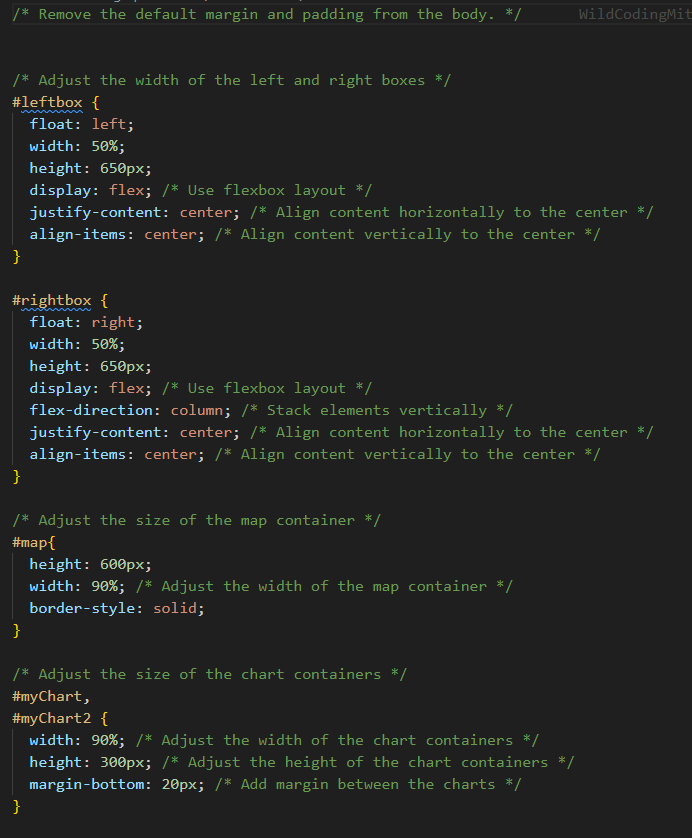 /* Remove the default margin and padding from the body. */ WildCodingMit
/* Adjust the width of the left and right boxes */
#leftbox {
  float: left;
  width: 50%;
  height: 650px;
  display: flex; /* Use flexbox layout */
  justify-content: center; /* Align content horizontally to the center */
  align-items: center; /* Align content vertically to the center */
}
#rightbox {
  float: right;
  width: 50%;
  height: 650px;
  display: flex; /* Use flexbox layout */
  flex-direction: column; /* Stack elements vertically */
  justify-content: center; /* Align content horizontally to the center */
  align-items: center; /* Align content vertically to the center */
}
/* Adjust the size of the map container */
#map{
  height: 600px;
  width: 90%; /* Adjust the width of the map container */
  border-style: solid;
}
/* Adjust the size of the chart containers */
#myChart,
#myChart2 {
  width: 90%; /* Adjust the width of the chart containers */
  height: 300px; /* Adjust the height of the chart containers */
  margin-bottom: 20px; /* Add margin between the charts */
}